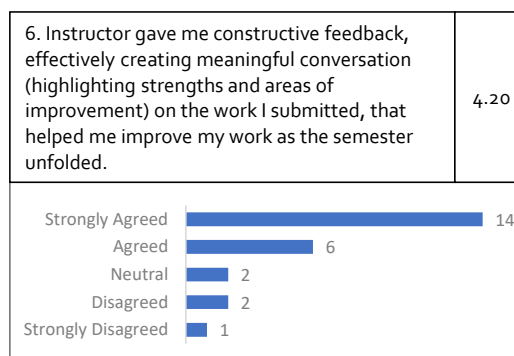 6. Instructor gave me constructive feedback,
effectively creating meaningful conversation
(highlighting strengths and areas of
improvement) on the work I submitted, that
helped me improve my work as the semester
unfolded.
4.20
Strongly Agreed 14
Agreed 6
Neutral 2
Disagreed 2
Strongly Disagreed 1